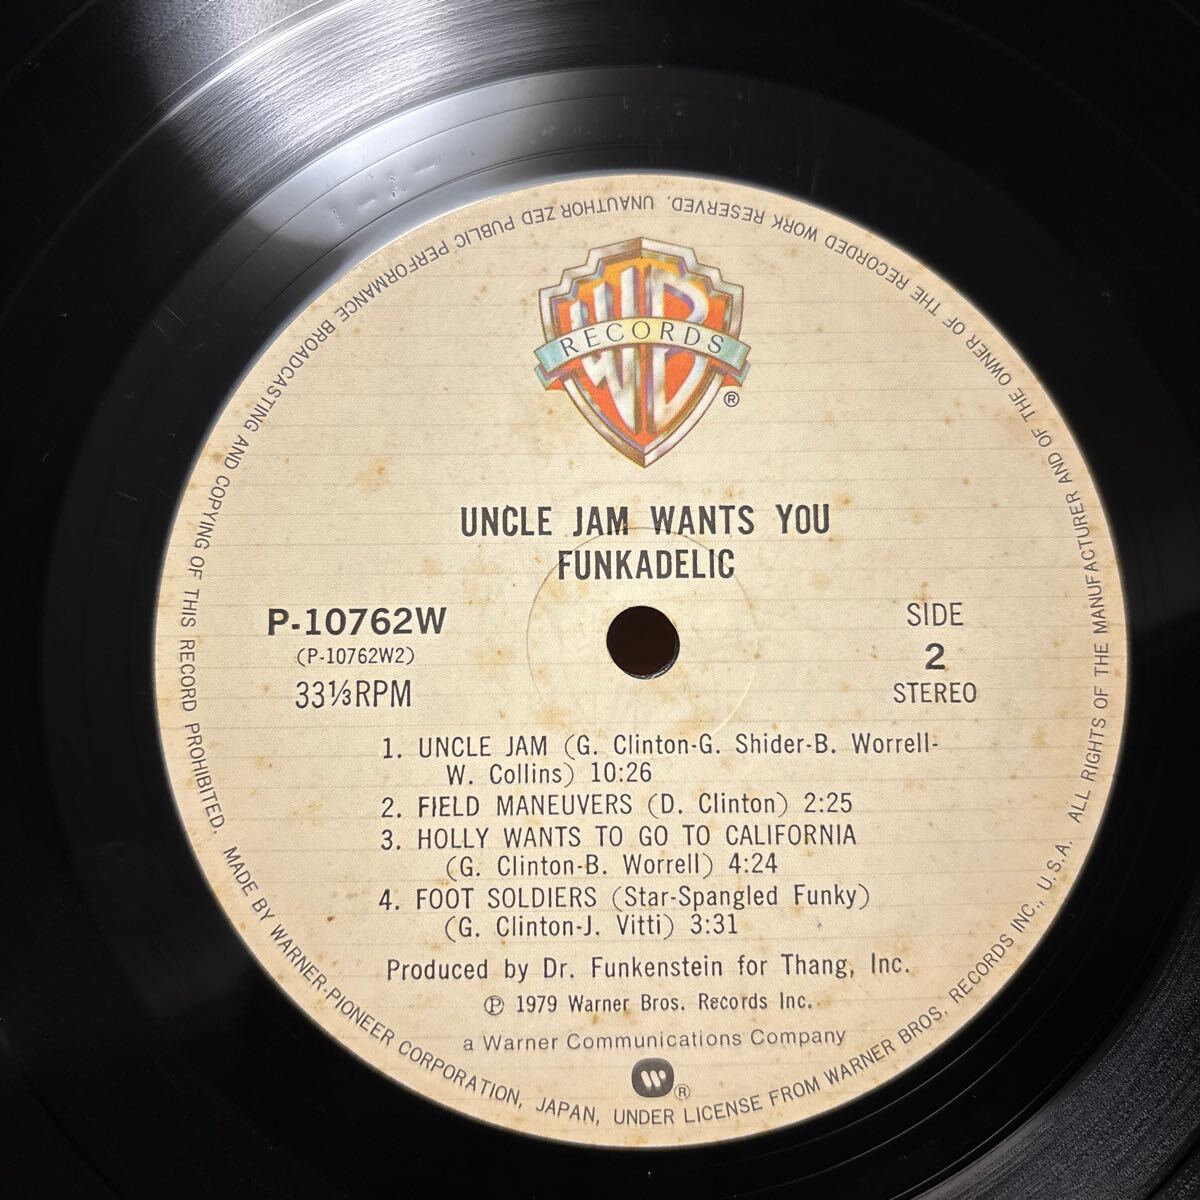 WB
RECORDS
®
UNCLE JAM WANTS YOU
FUNKADELIC
P-10762W
(P-10762W2)
33⅓RPM
SIDE
2
STEREO
1. UNCLE JAM (G. Clinton-G. Shider-B. Worrell-
W. Collins) 10:26
2. FIELD MANEUVERS (D. Clinton) 2:25
3. HOLLY WANTS TO GO TO CALIFORNIA
(G. Clinton-B. Worrell) 4:24
4. FOOT SOLDIERS (Star-Spangled Funky)
(G. Clinton-J. Vitti) 3:31
Produced by Dr. Funkenstein for Thang, Inc.
℗ 1979 Warner Bros. Records Inc.
a Warner Communications Company
®
MADE BY WARNER-PIONEER CORPORATION, JAPAN, UNDER LICENSE FROM WARNER BROS. RECORDS INC., U.S.A. ALL RIGHTS OF THE MANUFACTURER AND OF THE OWNER OF THE RECORDED WORK RESERVED. UNAUTHOR ZED PUBLIC PERFORMANCE BROADCASTING AND COPYING OF THIS RECORD PROHIBITED.